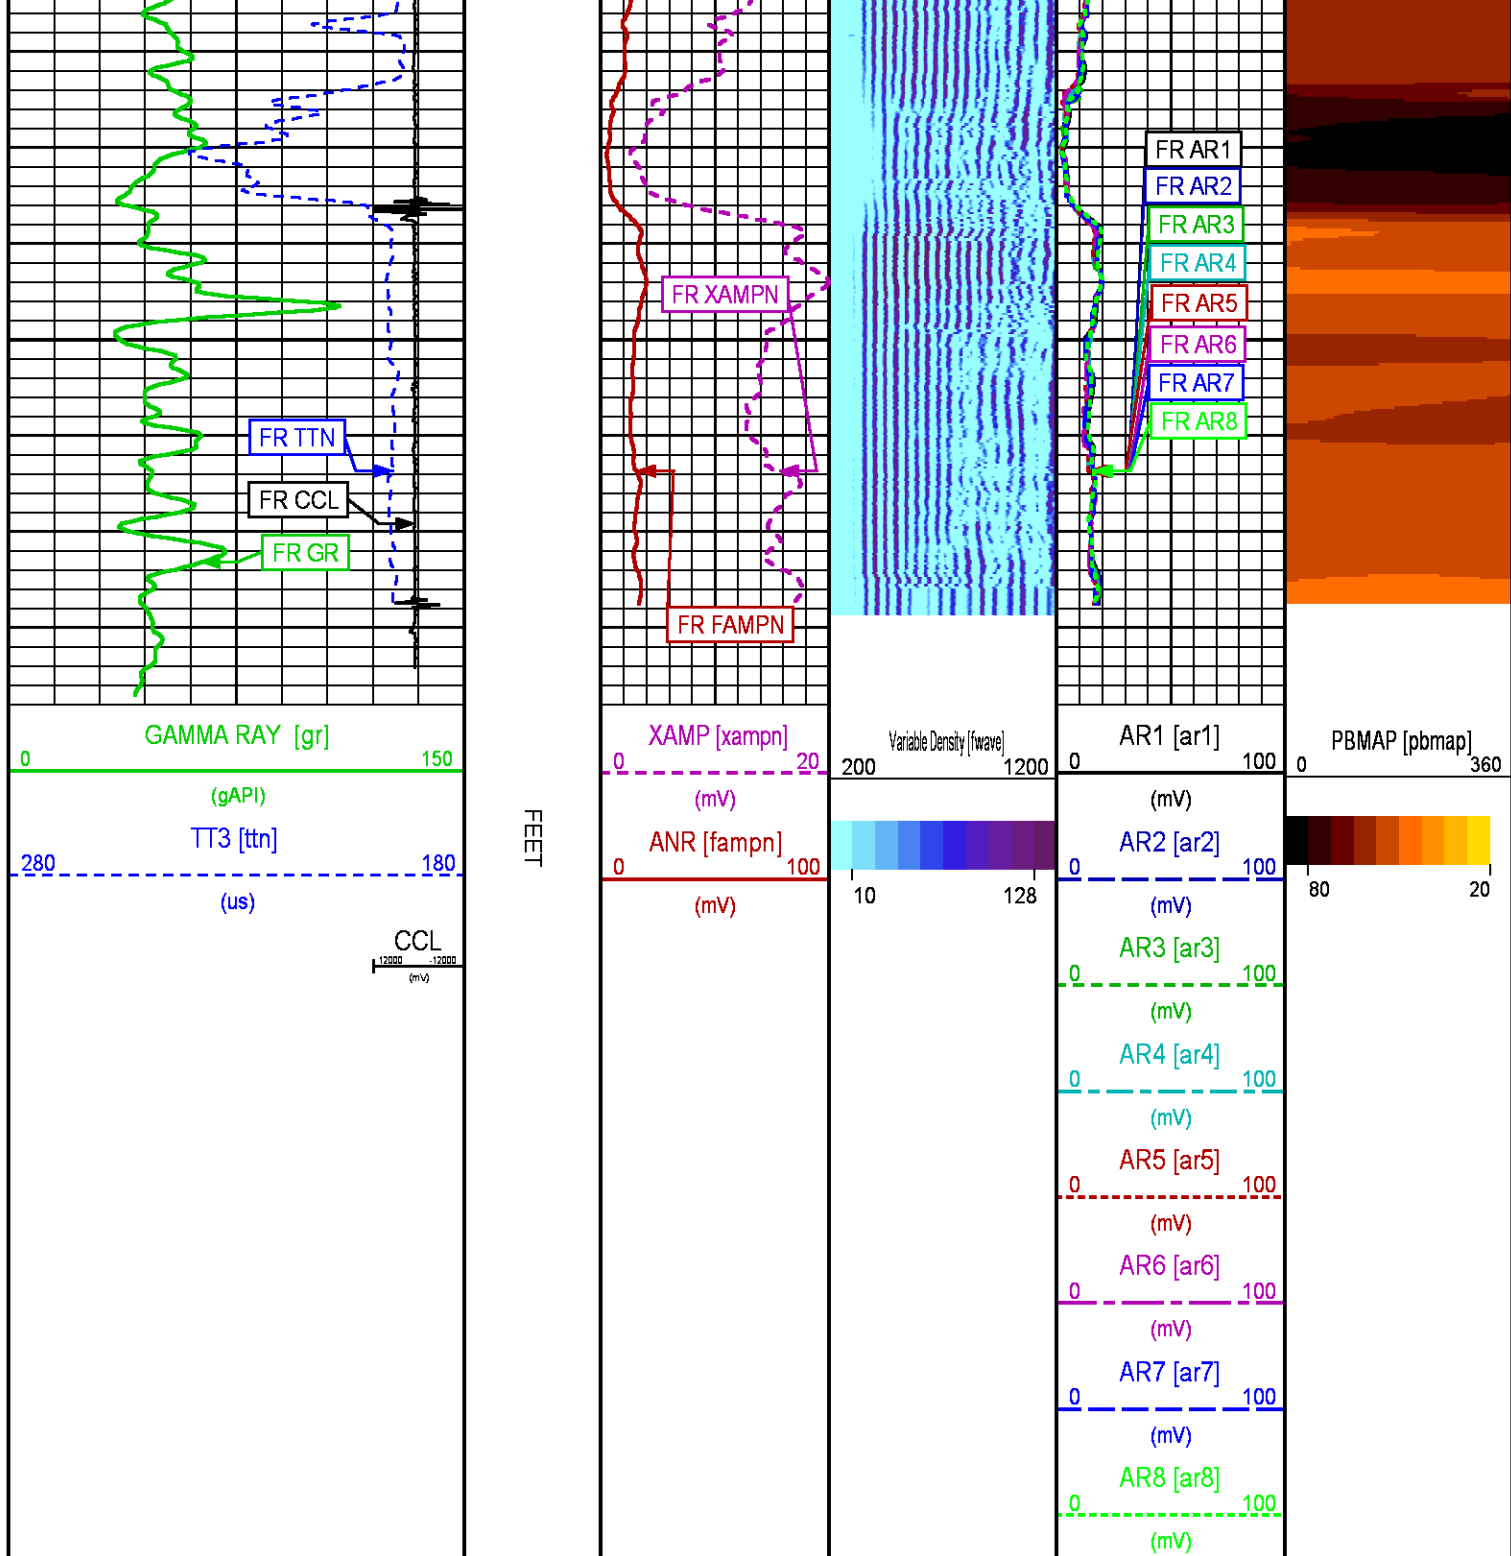 FR AR1
FR AR2
FR AR3
FR AR4
FR XAMPN
FR AR5
FR AR6
FR AR7
FR AR8
FR TTN
FR CCL
FR GR
FR FAMPN
GAMMA RAY [gr]
0 150
(gAPI)
TT3 [ttn]
280 180
(us)
CCL
12000 -12000
(mV)
FEET
XAMP [xampn]
0 20
(mV)
ANR [fampn]
0 100
(mV)
Variable Density [fwave]
200 1200
10 128
AR1 [ar1]
0 100
(mV)
AR2 [ar2]
0 100
(mV)
AR3 [ar3]
0 100
(mV)
AR4 [ar4]
0 100
(mV)
AR5 [ar5]
0 100
(mV)
AR6 [ar6]
0 100
(mV)
AR7 [ar7]
0 100
(mV)
AR8 [ar8]
0 100
(mV)
PBMAP [pbmap]
0 360
80 20